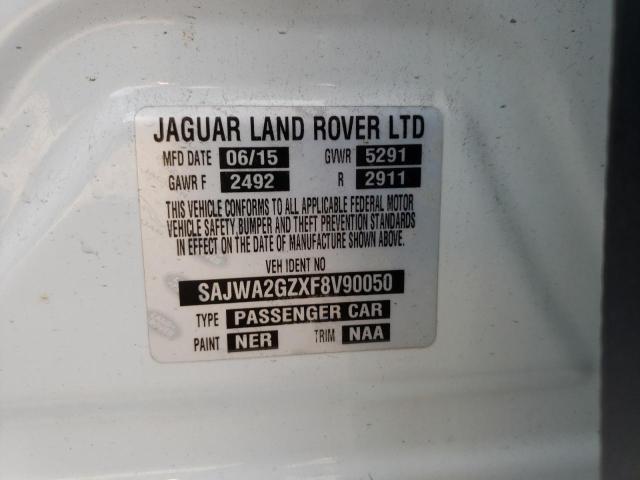 JAGUAR LAND ROVER LTD
MFD DATE 06/15 GVWR 5291
GAWR F 2492 R 2911
THIS VEHICLE CONFORMS TO ALL APPLICABLE FEDERAL MOTOR
VEHICLE SAFETY BUMPER AND THEFT PREVENTION STANDARDS
IN EFFECT ON THE DATE OF MANUFACTURE SHOWN ABOVE.
VEH IDENT NO
SAJWA2GZXF8V90050
TYPE PASSENGER CAR
PAINT NER TRIM NAA